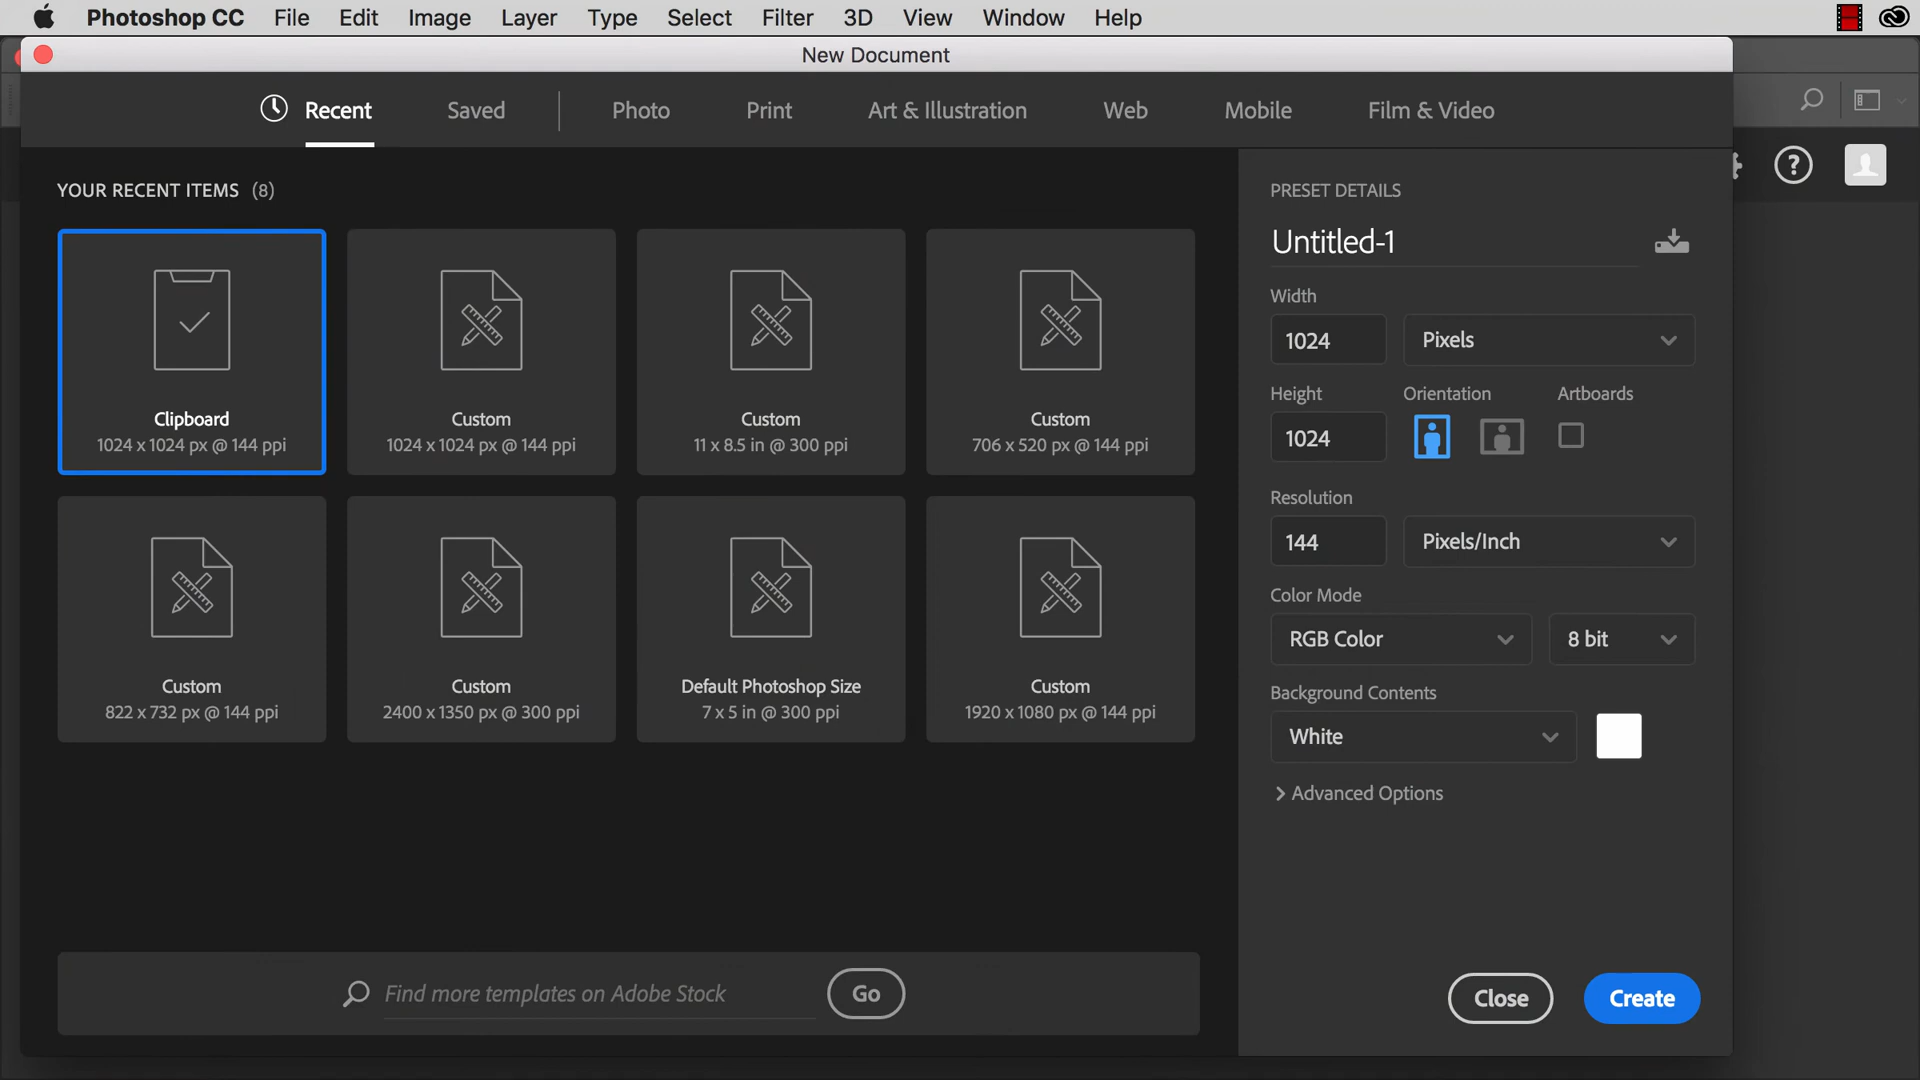 Photoshop CC File Edit Image Layer Type Select Filter 3D View Window Help
New Document
Recent Saved Photo Print Art & Illustration Web Mobile Film & Video
YOUR RECENT ITEMS (8)
Clipboard
1024 x 1024 px @ 144 ppi
Custom
1024 x 1024 px @ 144 ppi
Custom
11 x 8.5 in @ 300 ppi
Custom
706 x 520 px @ 144 ppi
Custom
822 x 732 px @ 144 ppi
Custom
2400 x 1350 px @ 300 ppi
Default Photoshop Size
7 x 5 in @ 300 ppi
Custom
1920 x 1080 px @ 144 ppi
Find more templates on Adobe Stock Go
PRESET DETAILS
Untitled-1
Width
1024 Pixels
Height Orientation Artboards
1024
Resolution
144 Pixels/Inch
Color Mode
RGB Color 8 bit
Background Contents
White
Advanced Options
Close Create
?